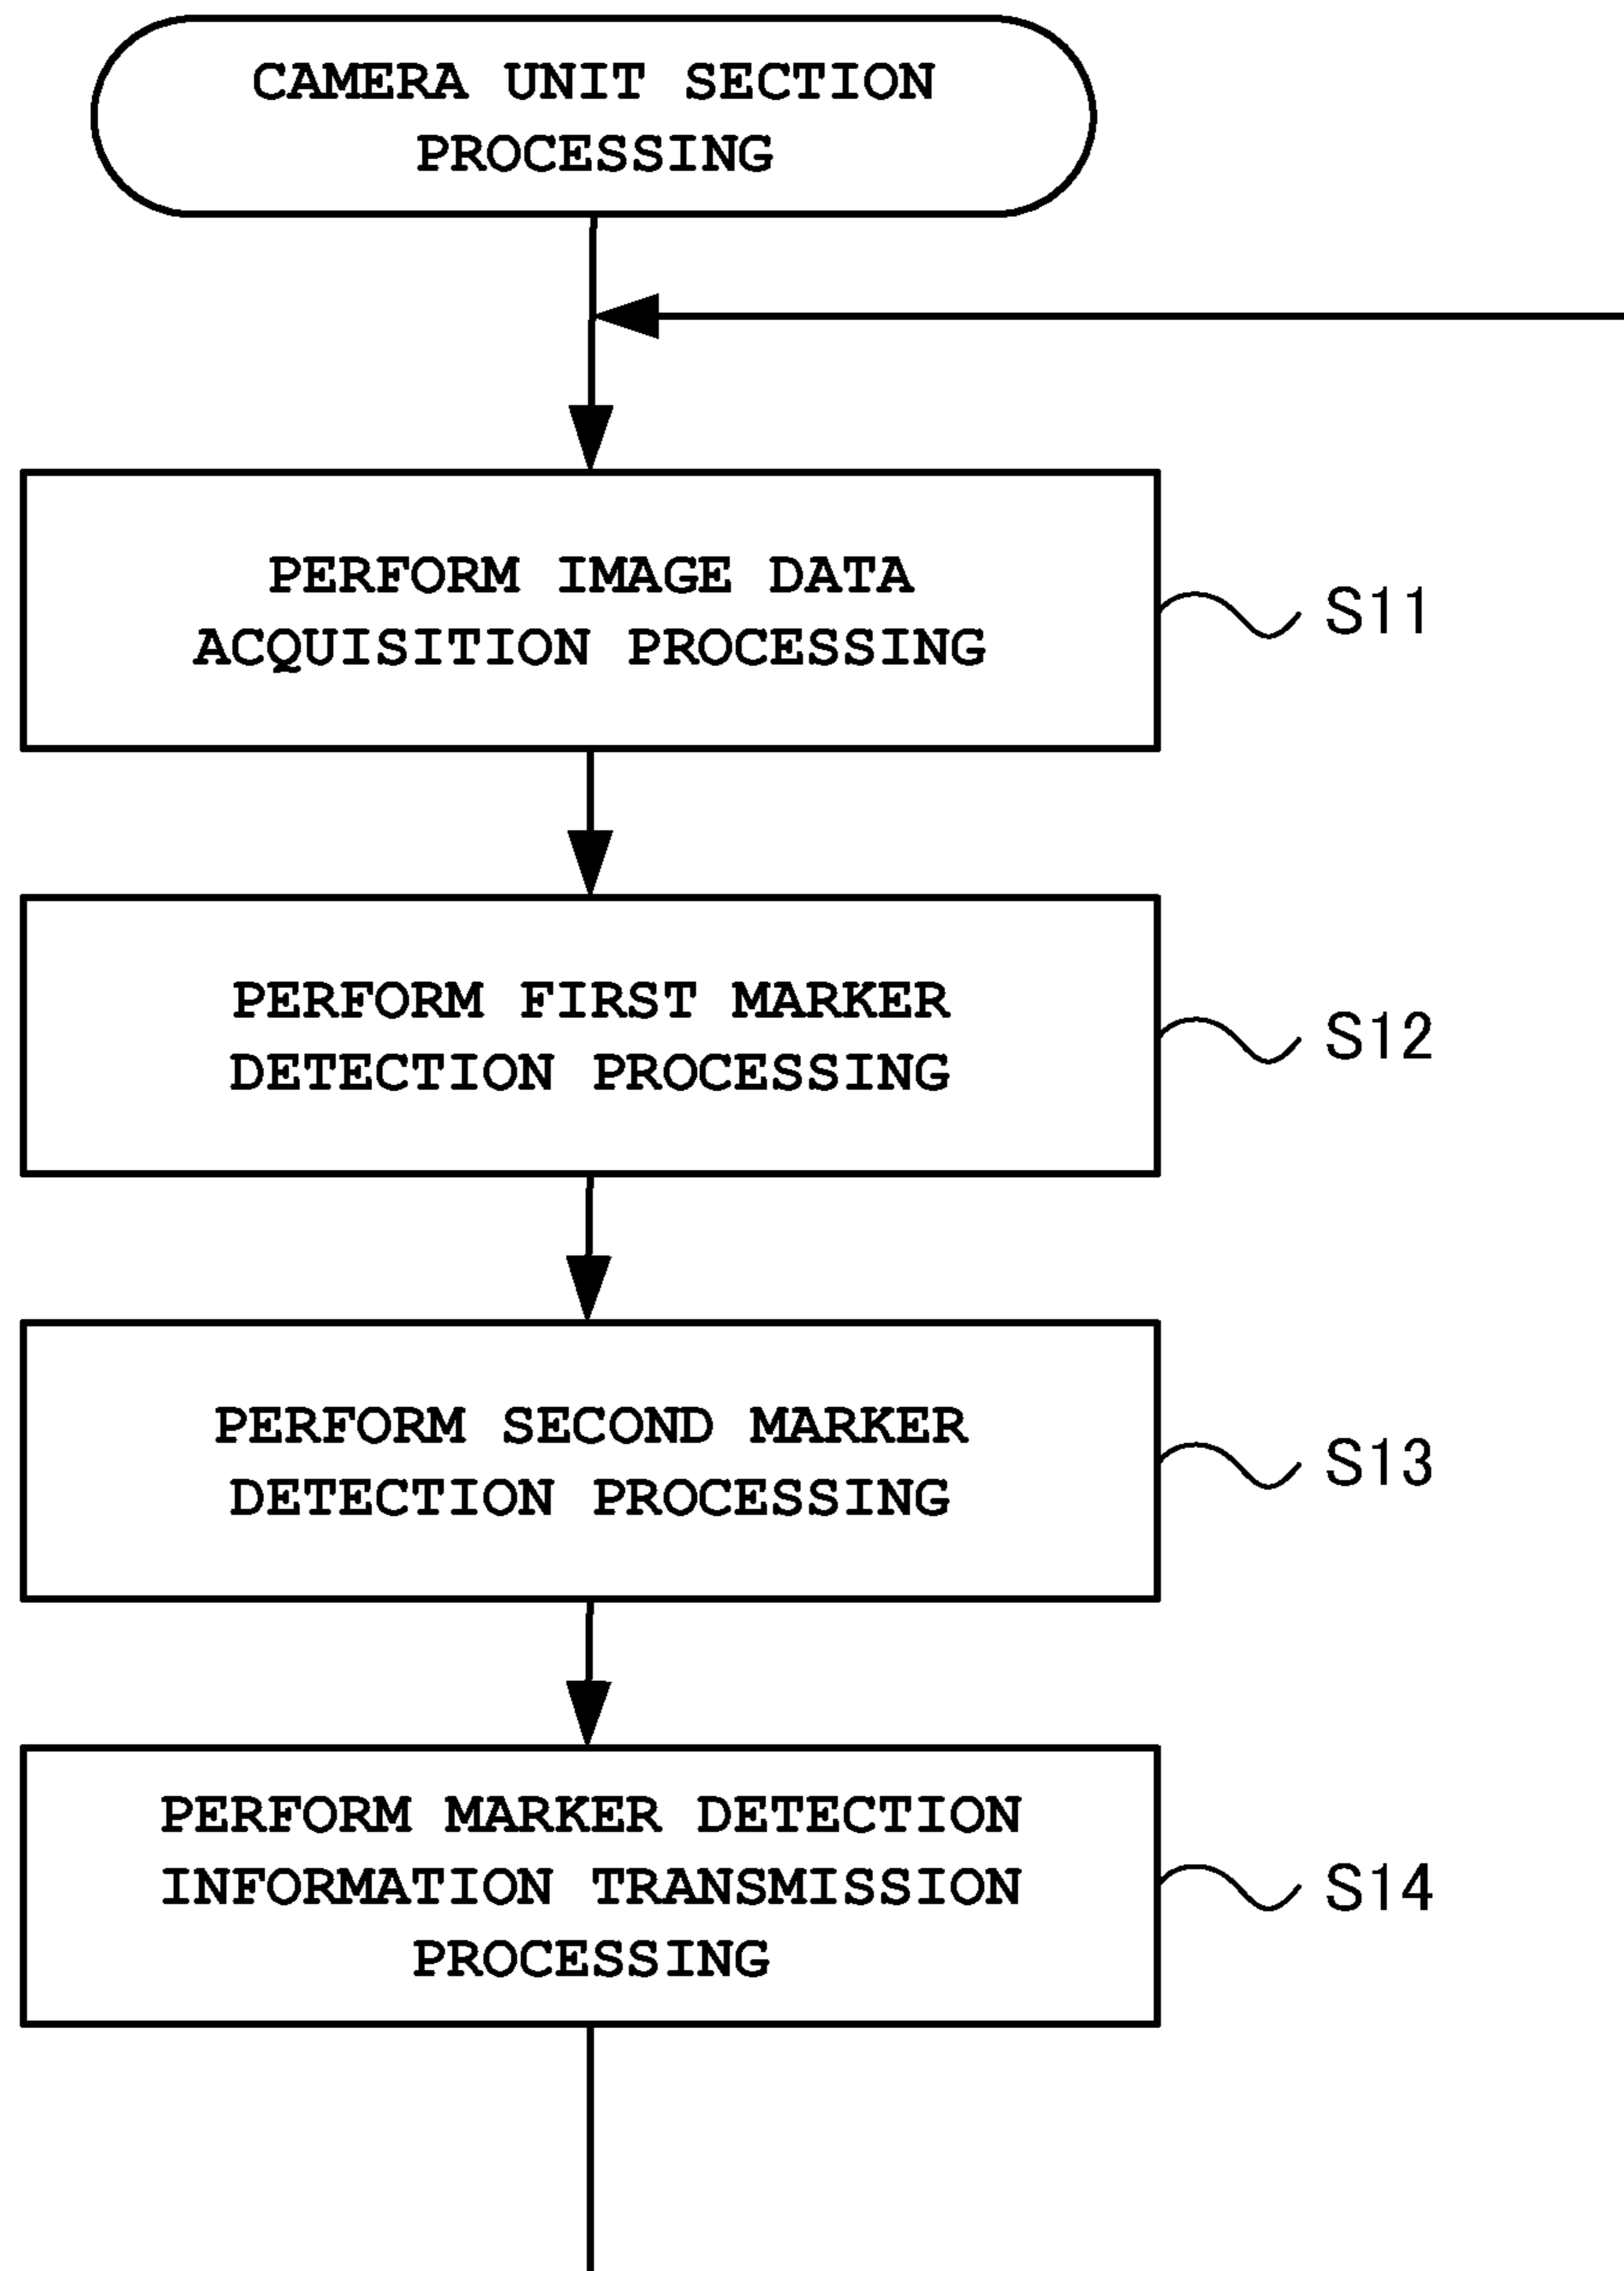 CAMERA UNIT SECTION
PROCESSING
PERFORM IMAGE DATA
ACQUISITION PROCESSING
S11
PERFORM FIRST MARKER
DETECTION PROCESSING
S12
PERFORM SECOND MARKER
DETECTION PROCESSING
S13
PERFORM MARKER DETECTION
INFORMATION TRANSMISSION
PROCESSING
S14